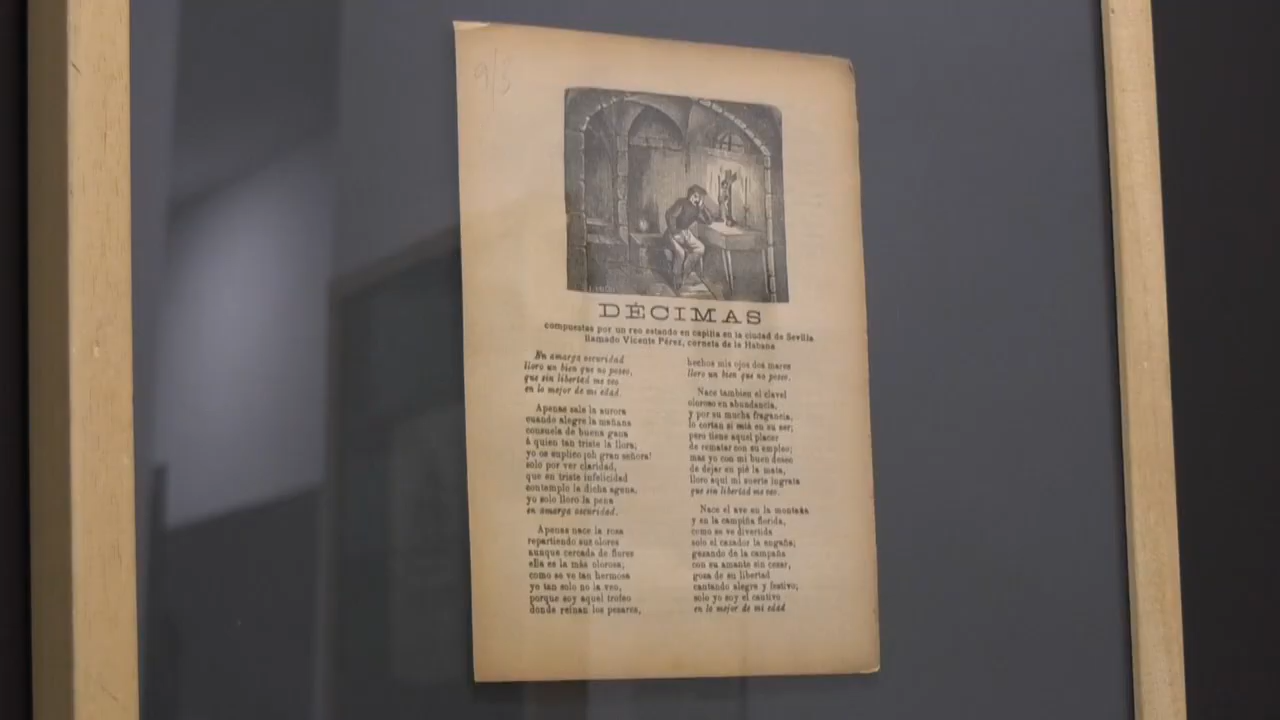 9/3
DÉCIMAS
compuestas por un reo estando en capilla en la ciudad de Sevilla
llamado Vicente Pérez, corneta de la Habana
En amarga oscuridad
lloro un bien que no poseo,
que sin libertad me veo
en lo mejor de mi edad.
Apenas sale la aurora
cuando alegre la mañana
consuela de buena gana
á quien tan triste la llora;
yo os suplico ¡oh gran señora!
solo por ver claridad,
que en triste infelicidad
contemplo la dicha agena,
yo solo lloro la pena
en amarga oscuridad.
Apenas nace la rosa
repartiendo sus olores
aunque cercada de flores
ella es la más olorosa;
como se ve tan hermosa
yo tan solo no la veo,
porque soy aquel trofeo
donde reinan los pesares,
hechos mis ojos dos mares
lloro un bien que no poseo.
Nace tambien el clavel
oloroso en abundancia,
y por su mucha fragancia,
lo cortan si está en su ser;
pero tiene aquel placer
de rematar con su empleo;
mas yo con mi buen deseo
de dejar en pié la mata,
lloro aqui mi suerte ingrata
que sin libertad me veo.
Nace el ave en la montaña
y en la campiña florida,
como se ve divertida
solo el cazador la engaña;
gozando de la campaña
con su amante sin cesar,
goza de su libertad
cantando alegre y festivo;
solo yo soy el cautivo
en lo mejor de mi edad